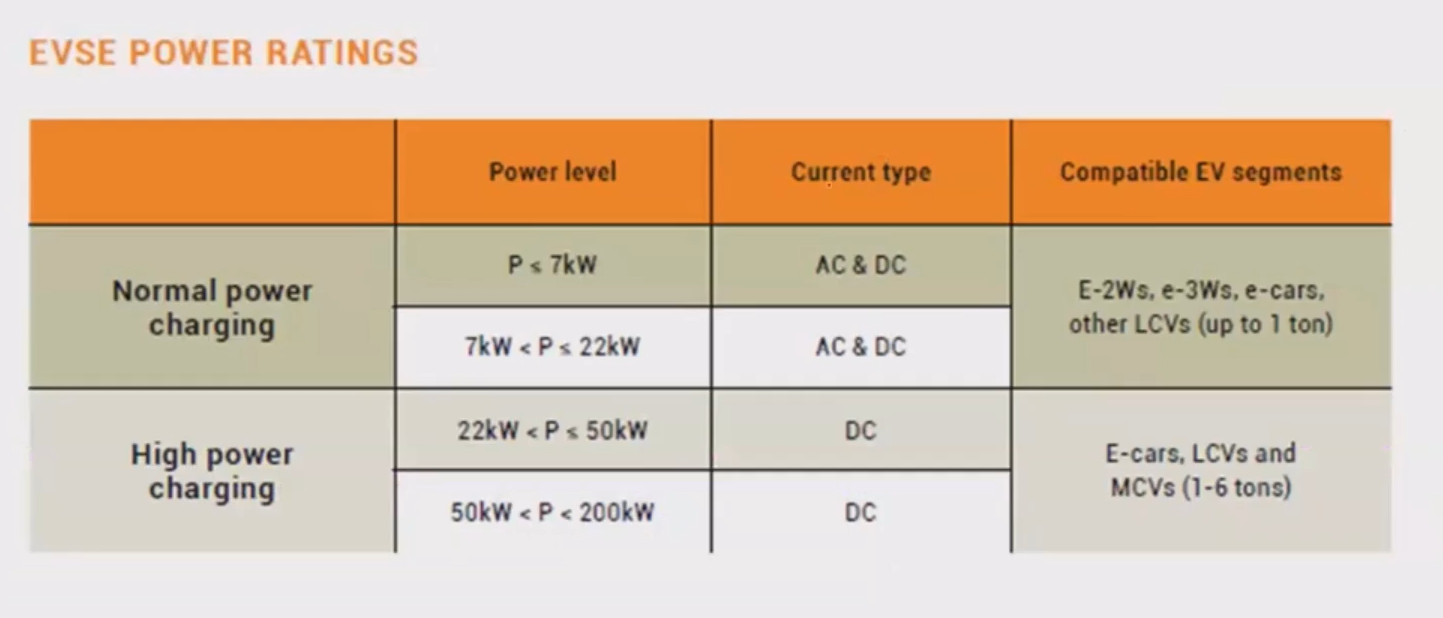 EVSE POWER RATINGS
Power level Current type Compatible EV segments
Normal power
charging
P ≤ 7kW AC & DC
7kW < P ≤ 22kW AC & DC
E-2Ws, e-3Ws, e-cars,
other LCVs (up to 1 ton)
High power
charging
22kW < P ≤ 50kW DC
50kW < P < 200kW DC
E-cars, LCVs and
MCVs (1-6 tons)